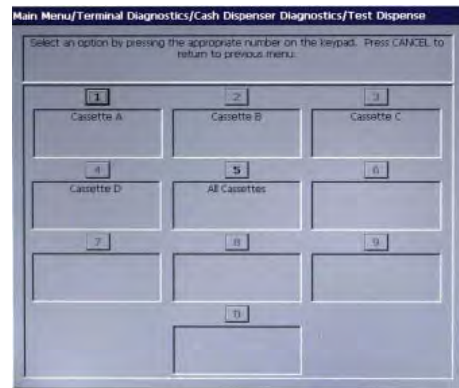 Main Menu/Terminal Diagnostics/Cash Dispenser Diagnostics/Test Dispense
Select an option by pressing the appropriate number on the keypad. Press CANCEL to
return to previous menu.
1 2 3
Cassette A Cassette B Cassette C
4 5 6
Cassette D All Cassettes
7 8 9
0